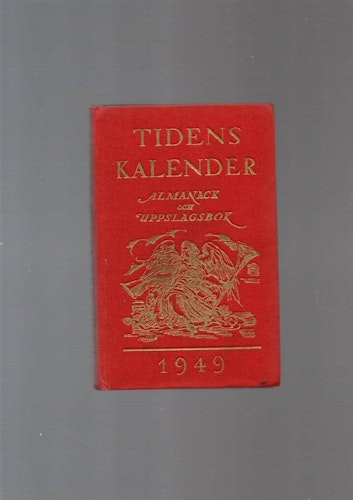 TIDENS
KALENDER
ALMANACK
OCH
UPPSLAGSBOK
1949